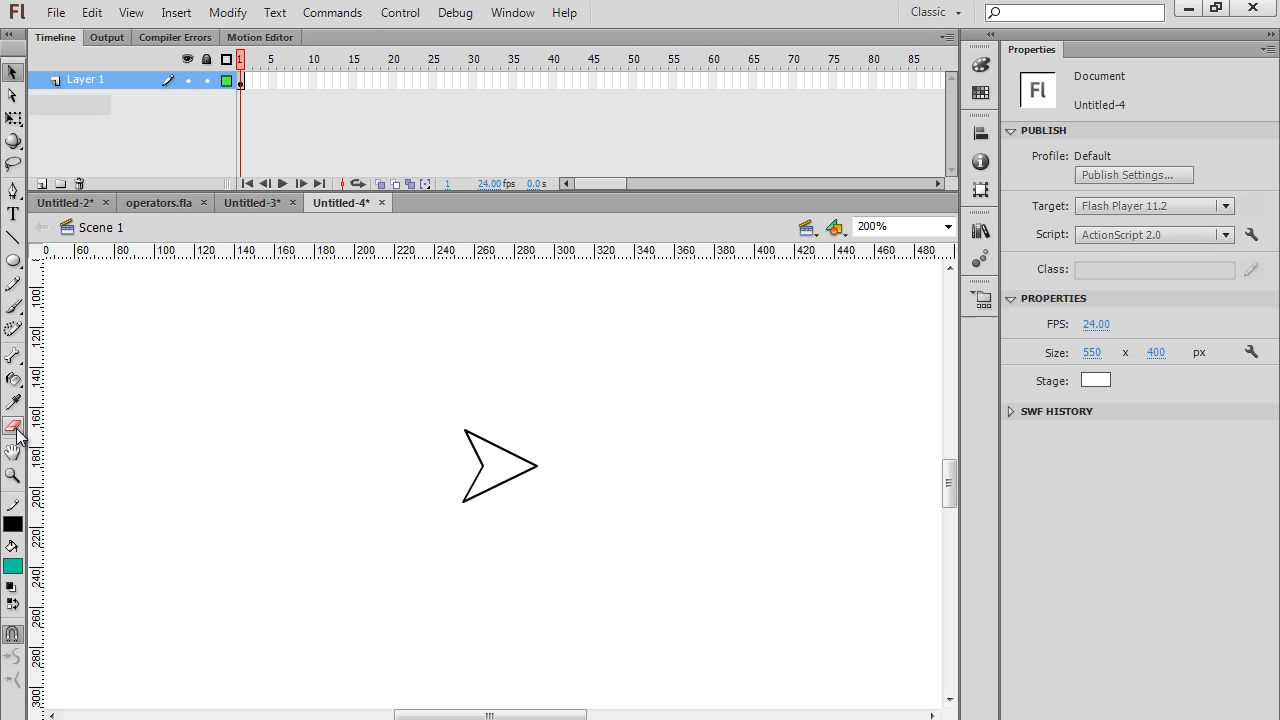 Fl File Edit View Insert Modify Text Commands Control Debug Window Help Classic
Timeline Output Compiler Errors Motion Editor
1 5 10 15 20 25 30 35 40 45 50 55 60 65 70 75 80 85
Layer 1
1 24.00 fps 0.0 s
Untitled-2* × operators.fla × Untitled-3* × Untitled-4* ×
Scene 1 200%
0 60 80 100 120 140 160 180 200 220 240 260 280 300 320 340 360 380 400 420 440 460 480
100
120
140
160
180
200
220
240
260
280
300
T
Properties
Fl Document
Untitled-4
PUBLISH
Profile: Default
Publish Settings...
Target: Flash Player 11.2
Script: ActionScript 2.0
Class:
PROPERTIES
FPS: 24.00
Size: 550 x 400 px
Stage:
SWF HISTORY